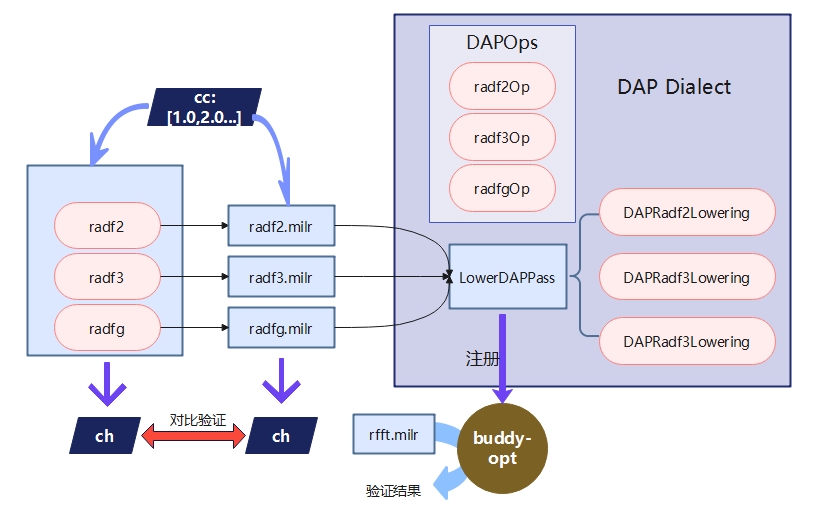 DAPOps
radf2Op
radf3Op
radfgOp
DAP Dialect
cc:
[1.0,2.0...]
radf2
radf3
radfg
radf2.milr
radf3.milr
radfg.milr
LowerDAPPass
DAPRadf2Lowering
DAPRadf3Lowering
DAPRadf3Lowering
注册
ch
对比验证
ch
rfft.milr
buddy-
opt
验证结果